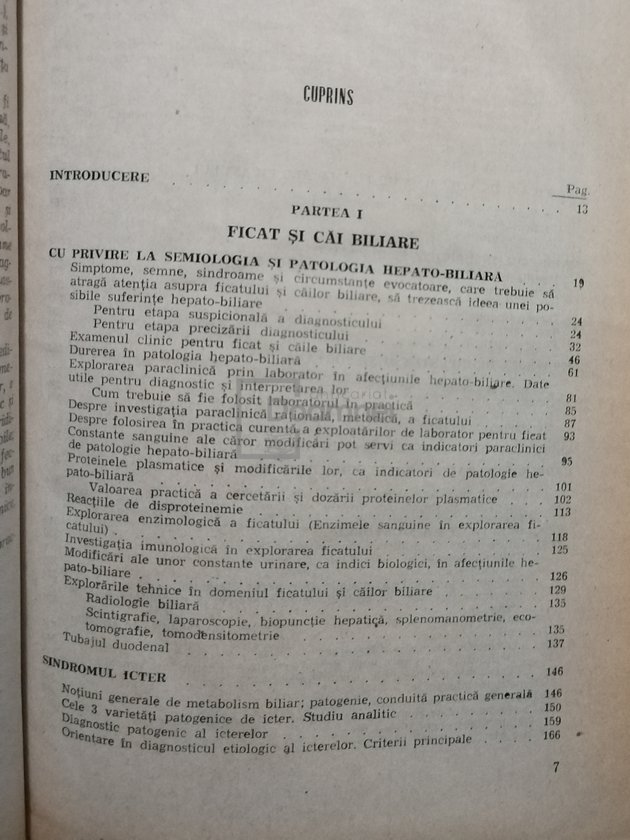 CUPRINS
Pag.
INTRODUCERE . . . . . . . . . . . . . . . . 13
PARTEA I
FICAT ŞI CĂI BILIARE
CU PRIVIRE LA SEMIOLOGIA ŞI PATOLOGIA HEPATO-BILIARA . . . 19
Simptome, semne, sindroame şi circumstanţe evocatoare, care trebuie să
atragă atenţia asupra ficatului şi căilor biliare, să trezească ideea unei po-
sibile suferinţe hepato-biliare . . . . . . . . . . 24
Pentru etapa suspicională a diagnosticului . . . . . . 24
Pentru etapa precizării diagnosticului . . . . . . 32
Examenul clinic pentru ficat şi căile biliare . . . . . . 46
Durerea în patologia hepato-biliară . . . . . . 61
Explorarea paraclinică prin laborator în afecţiunile hepato-biliare. Date
utile pentru diagnostic şi interpretarea lor . . . . . . 81
Cum trebuie să fie folosit laboratorul în practică . . . . 85
Despre investigaţia paraclinică raţională, metodică, a ficatului . . . 87
Despre folosirea în practica curentă a exploatărilor de laborator pentru ficat 93
Constante sanguine ale căror modificări pot servi ca indicatori paraclinici
de patologie hepato-biliară . . . . . . . . 95
Proteinele plasmatice şi modificările lor, ca indicatori de patologie he-
pato-biliară . . . . . . . . . . 101
Valoarea practică a cercetării şi dozării proteinelor plasmatice . . . 102
Reacţiile de disproteinemie . . . . . . . . 113
Explorarea enzimologică a ficatului (Enzimele sanguine în explorarea fi-
catului) . . . . . . . . . . 118
Investigaţia imunologică în explorarea ficatului . . . . . . 125
Modificări ale unor constante urinare, ca indici biologici, în afecţiunile he-
pato-biliare . . . . . . . . . . 126
Explorările tehnice în domeniul ficatului şi căilor biliare . . . . 129
Radiologie biliară . . . . . . . . 135
Scintigrafie, laparoscopie, biopuncţie hepatică, splenomanometrie, eco-
tomografie, tomodensitometrie . . . . . . 135
Tubajul duodenal . . . . . . . . 137
SINDROMUL ICTER . . . . . . . . 146
Noţiuni generale de metabolism biliar; patogenie, conduită practică generală 146
Cele 3 varietăţi patogenice de icter. Studiu analitic . . . . . . 150
Diagnostic patogenic al icterelor . . . . . . . . 159
Orientare în diagnosticul etiologic al icterelor. Criterii principale . . . . 166
7